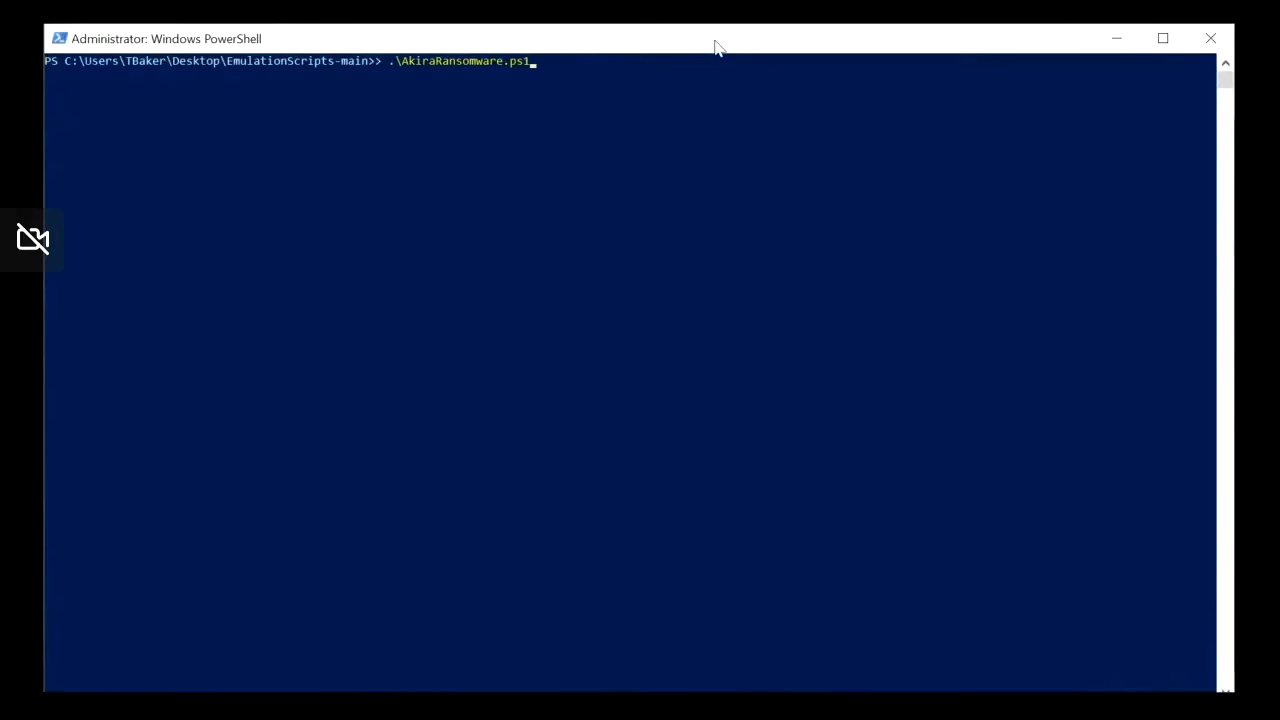 Administrator: Windows PowerShell
PS C:\Users\TBaker\Desktop\EmulationScripts-main>> .\AkiraRansomware.ps1